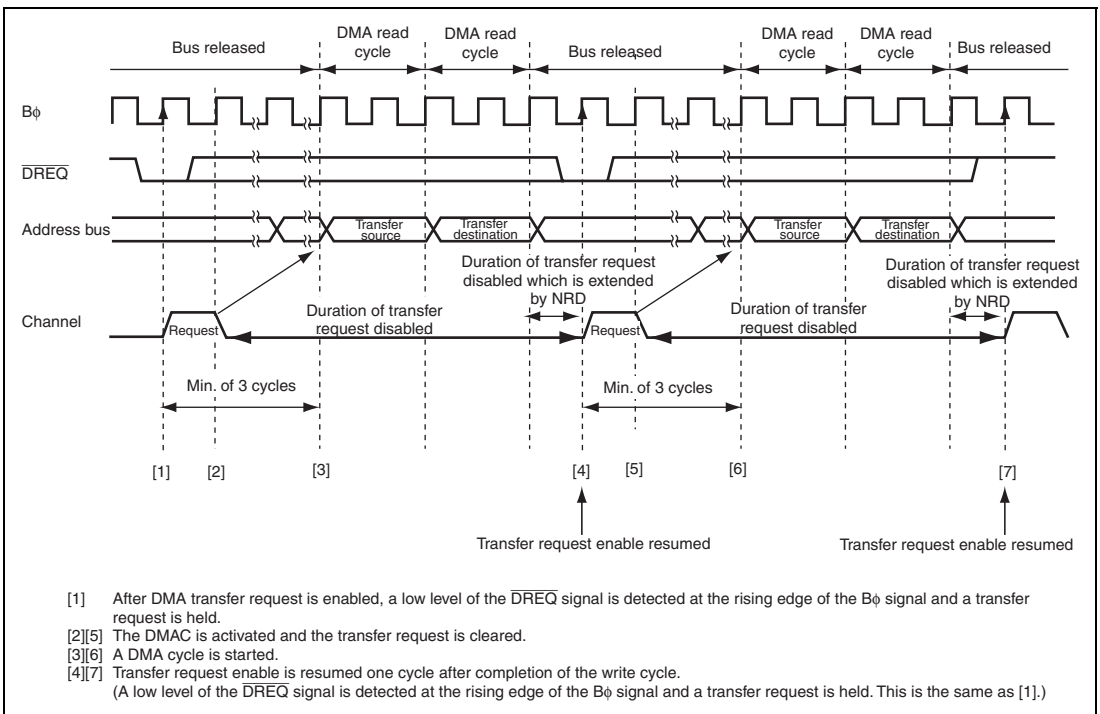 Bus released
DMA read cycle
DMA read cycle
Bus released
DMA read cycle
DMA read cycle
Bus released
Bφ
DREQ
Address bus
Transfer source
Transfer destination
Transfer source
Transfer destination
Duration of transfer request disabled which is extended by NRD
Duration of transfer request disabled which is extended by NRD
Channel
Request
Duration of transfer request disabled
Request
Duration of transfer request disabled
Min. of 3 cycles
Min. of 3 cycles
[1]
[2]
[3]
[4]
[5]
[6]
[7]
Transfer request enable resumed
Transfer request enable resumed
[1] After DMA transfer request is enabled, a low level of the DREQ signal is detected at the rising edge of the Bφ signal and a transfer
request is held.
[2][5] The DMAC is activated and the transfer request is cleared.
[3][6] A DMA cycle is started.
[4][7] Transfer request enable is resumed one cycle after completion of the write cycle.
(A low level of the DREQ signal is detected at the rising edge of the Bφ signal and a transfer request is held. This is the same as [1].)